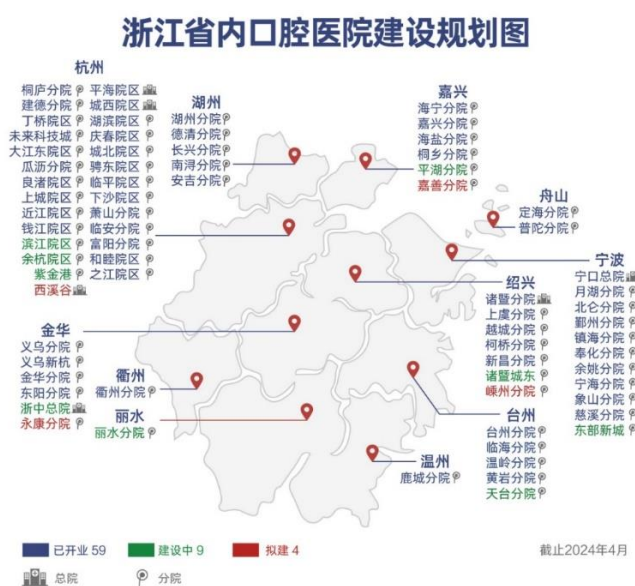 浙江省内口腔医院建设规划图
杭州
桐庐分院 平海院区
建德分院 城西院区
丁桥院区 湖滨院区
未来科技城 庆春院区
大江东院区 城北院区
瓜沥分院 骋东院区
良渚院区 临平院区
上城院区 下沙院区
近江院区 萧山分院
钱江院区 临安分院
滨江院区 富阳分院
余杭院区 和睦院区
紫金港 之江院区
西溪谷
湖州
湖州分院
德清分院
长兴分院
南浔分院
安吉分院
嘉兴
海宁分院
嘉兴分院
海盐分院
桐乡分院
平湖分院
嘉善分院
舟山
定海分院
普陀分院
宁波
宁口总院
月湖分院
北仑分院
鄞州分院
镇海分院
奉化分院
余姚分院
宁海分院
象山分院
慈溪分院
东部新城
绍兴
诸暨分院
上虞分院
越城分院
柯桥分院
新昌分院
诸暨城东
嵊州分院
金华
义乌分院
义乌新杭
金华分院
东阳分院
浙中总院
永康分院
衢州
衢州分院
丽水
丽水分院
台州
台州分院
临海分院
温岭分院
黄岩分院
天台分院
温州
鹿城分院
已开业 59 建设中 9 拟建 4
总院 分院
截止2024年4月